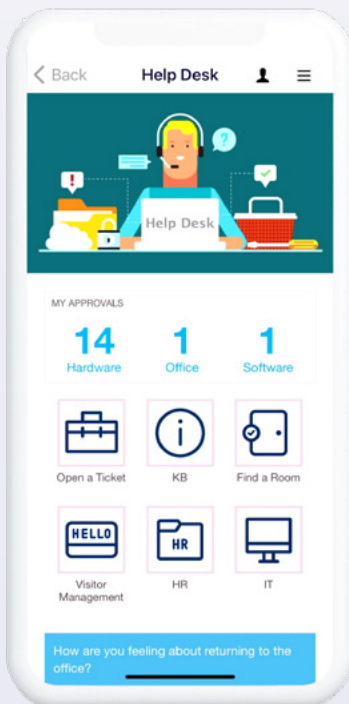 Back
Help Desk
!
?
Help Desk
MY APPROVALS
14
1
1
Hardware
Office
Software
i
Open a Ticket
KB
Find a Room
HELLO
HR
Visitor
Management
HR
IT
How are you feeling about returning to the
office?